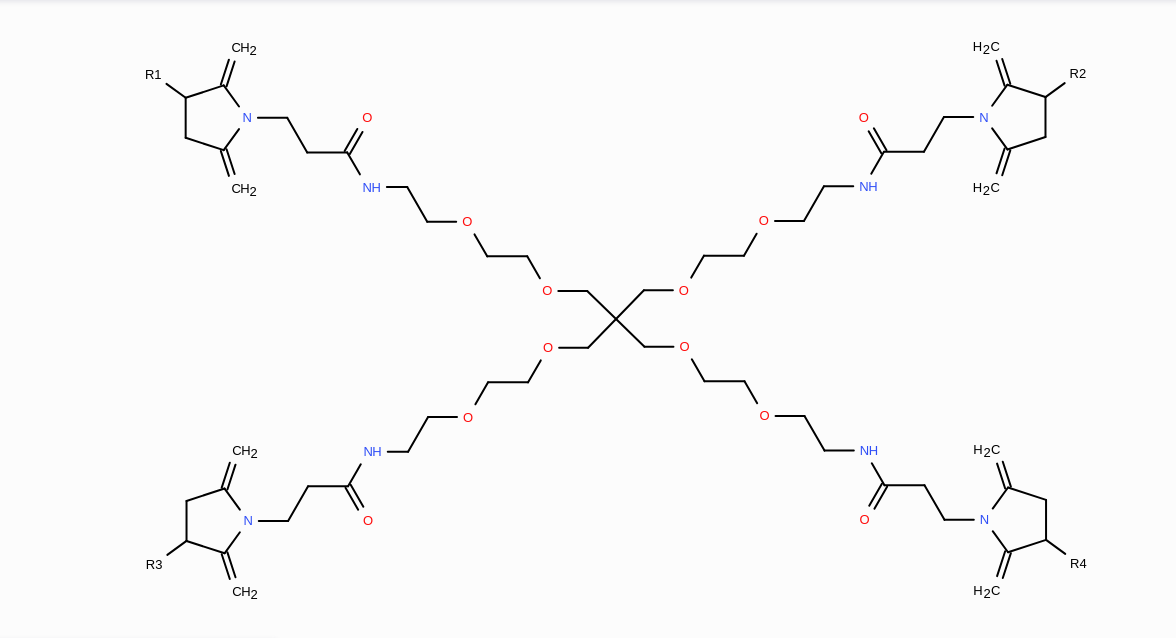 CH2 H2C
R1 R2
N O O N
CH2 NH NH H2C
O O
O O
O O
O O
CH2 NH NH H2C
N O O N
R3 R4
CH2 H2C